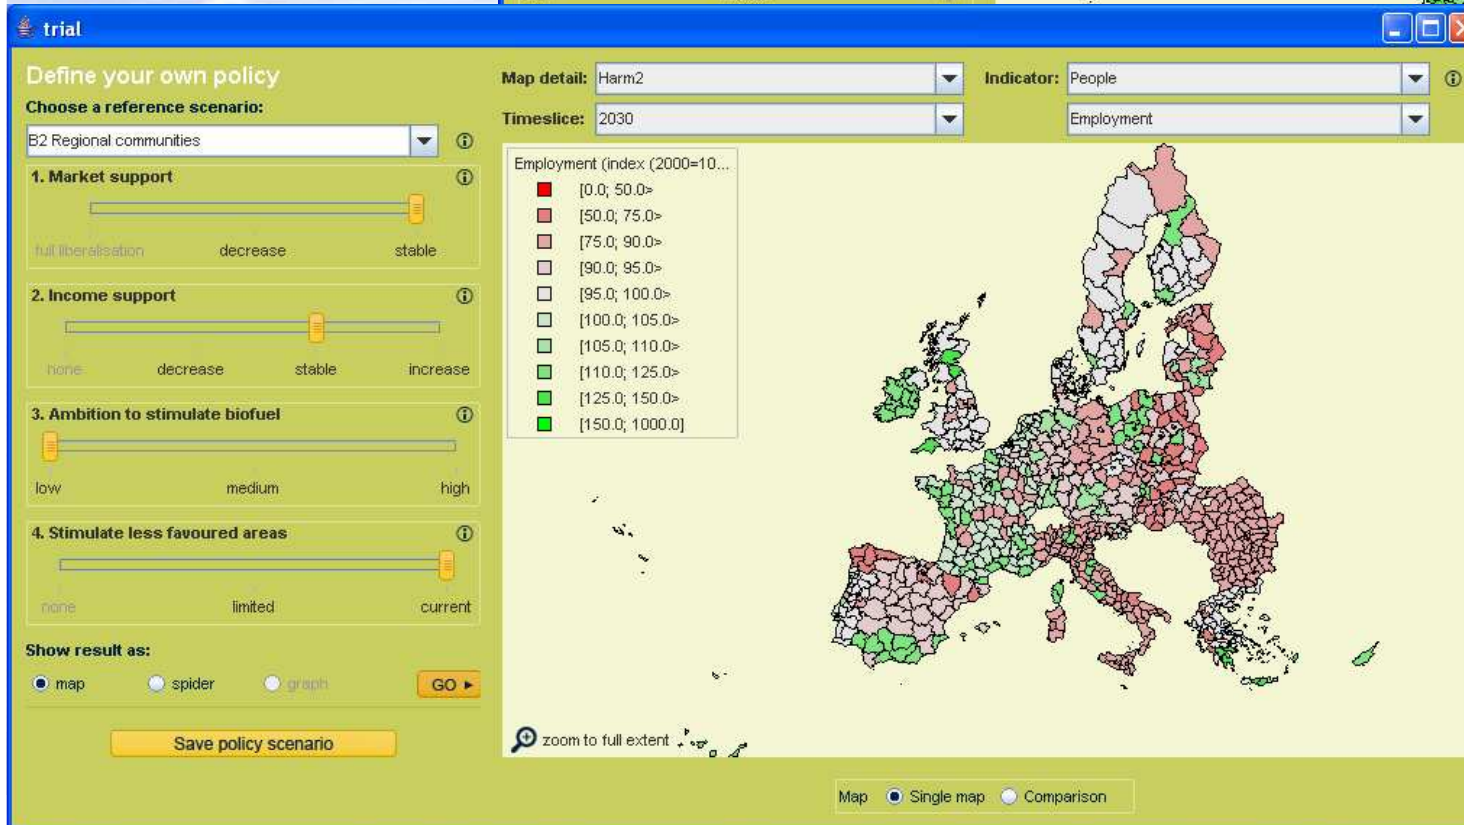 trial
Define your own policy
Choose a reference scenario:
B2 Regional communities
1. Market support
full liberalisation decrease stable
2. Income support
none decrease stable increase
3. Ambition to stimulate biofuel
low medium high
4. Stimulate less favoured areas
none limited current
Show result as:
map spider graph GO
Save policy scenario
Map detail: Harm2
Indicator: People
Timeslice: 2030
Employment
Employment (index (2000=10...
[0.0; 50.0>
[50.0; 75.0>
[75.0; 90.0>
[90.0; 95.0>
[95.0; 100.0>
[100.0; 105.0>
[105.0; 110.0>
[110.0; 125.0>
[125.0; 150.0>
[150.0; 1000.0]
zoom to full extent
Map Single map Comparison